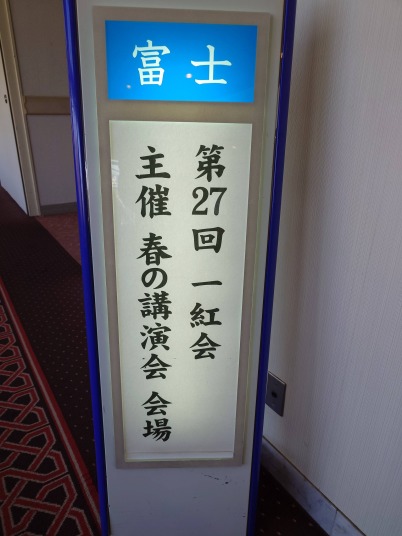 富士
第27回 一紅会
主催 春の講演会 会場